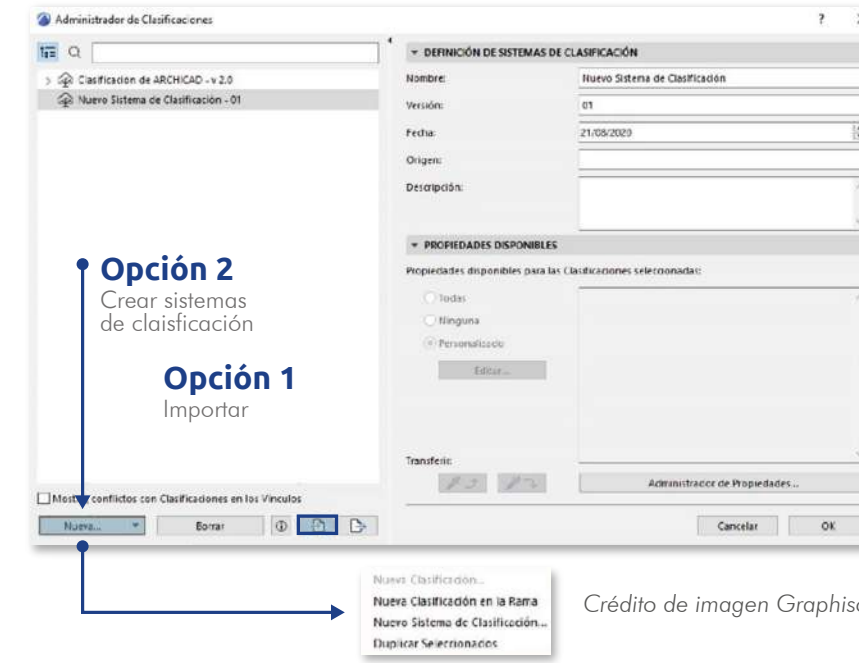 Administrador de Clasificaciones
?
Clasificación de ARCHICAD - v 2.0
Nuevo Sistema de Clasificación - 01
Opción 2
Crear sistemas
de claisficación
Opción 1
Importar
Mostrar conflictos con Clasificaciones en los Vínculos
Nueva...
Borrar
DEFINICIÓN DE SISTEMAS DE CLASIFICACIÓN
Nombre:
Nuevo Sistema de Clasificación
Versión:
01
Fecha:
21/08/2020
Origen:
Descripción:
PROPIEDADES DISPONIBLES
Propiedades disponibles para las Clasificaciones seleccionadas:
Todas
Ninguna
Personalizado
Editar...
Transferir:
Administrador de Propiedades...
Cancelar
OK
Nueva Clasificación...
Nueva Clasificación en la Rama
Nuevo Sistema de Clasificación...
Duplicar Seleccionados
Crédito de imagen Graphiso